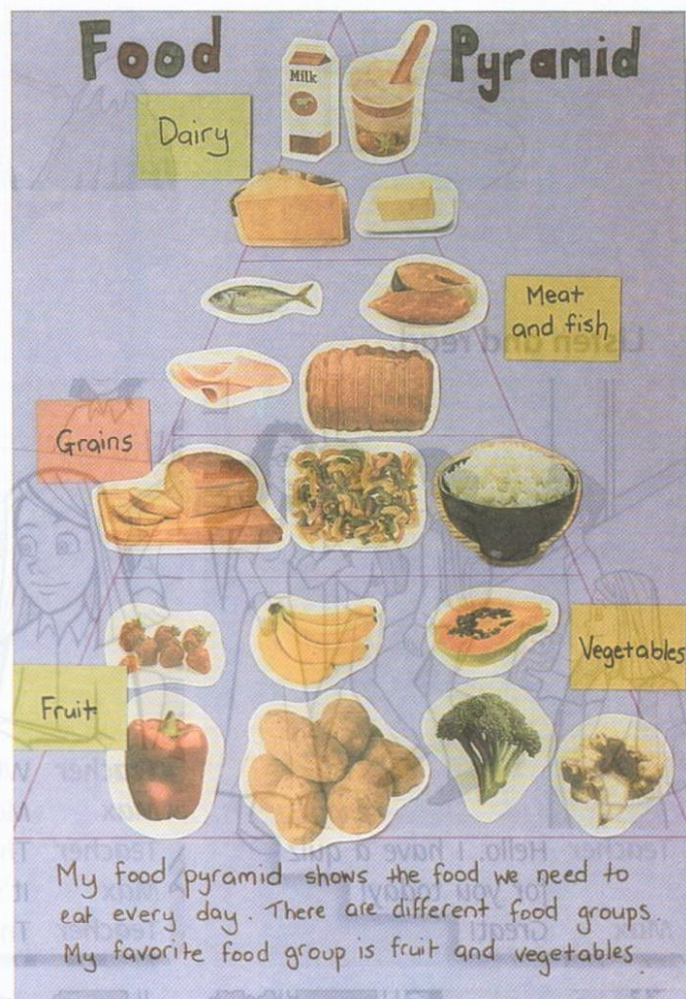 Food Pyramid
Milk
Dairy
Meat
and fish
Grains
Vegetables
Fruit
My food pyramid shows the food we need to
eat every day. There are different food groups.
My favorite food group is fruit and vegetables